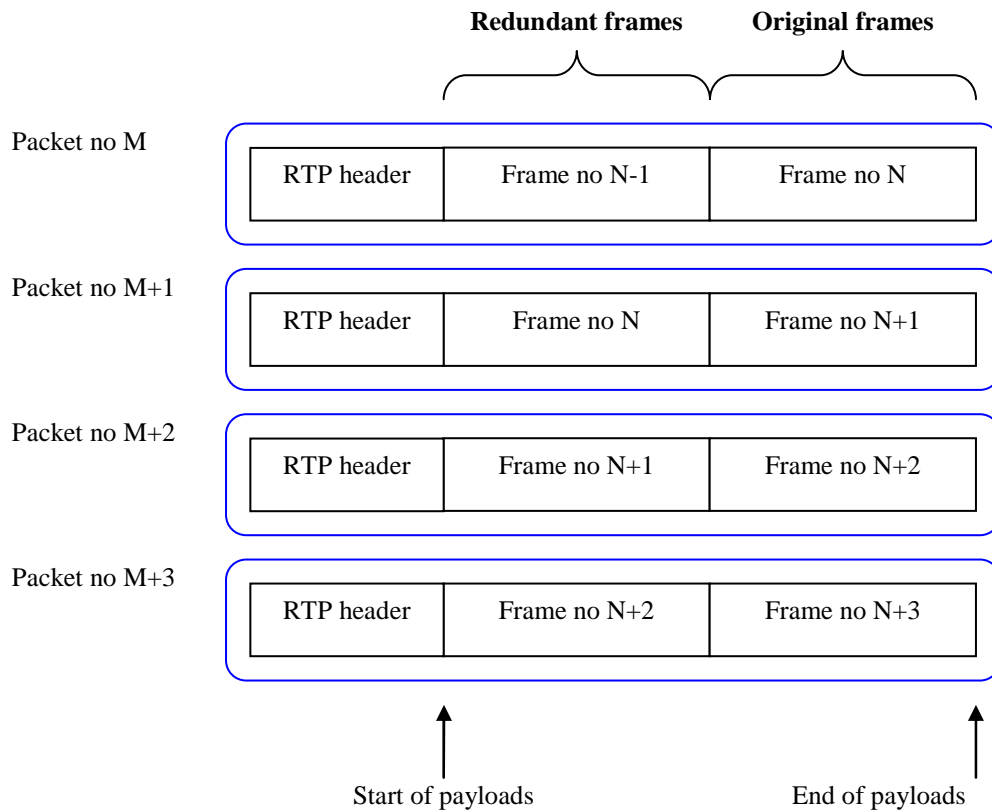 Redundant frames Original frames
Packet no M
RTP header Frame no N-1 Frame no N
Packet no M+1
RTP header Frame no N Frame no N+1
Packet no M+2
RTP header Frame no N+1 Frame no N+2
Packet no M+3
RTP header Frame no N+2 Frame no N+3
Start of payloads End of payloads